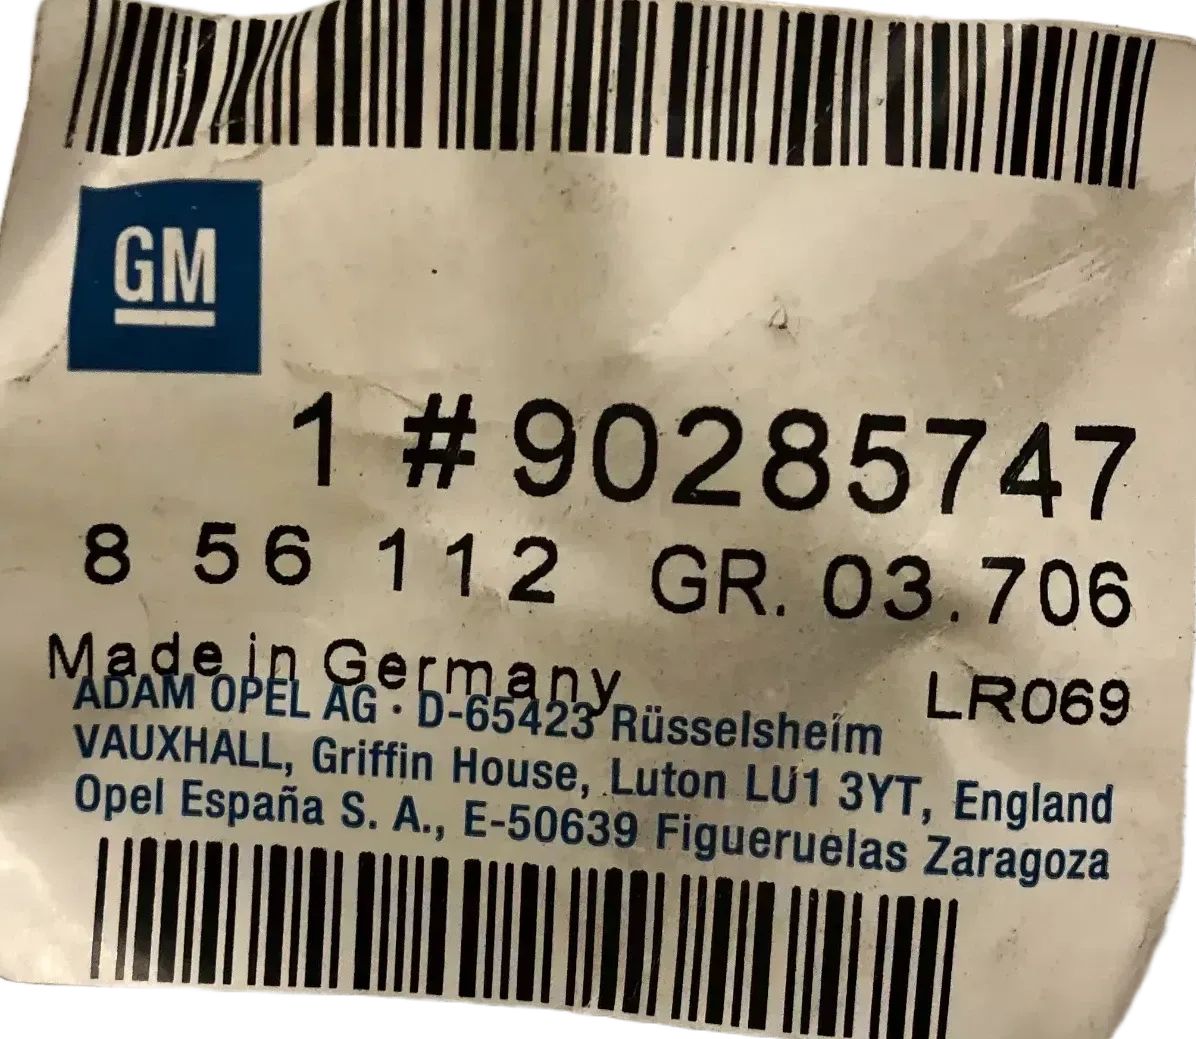 GM
1 #90285747
8 56 112 GR. 03.706
Made in Germany LR069
ADAM OPEL AG · D-65423 Rüsselsheim
VAUXHALL, Griffin House, Luton LU1 3YT, England
Opel España S. A., E-50639 Figueruelas Zaragoza